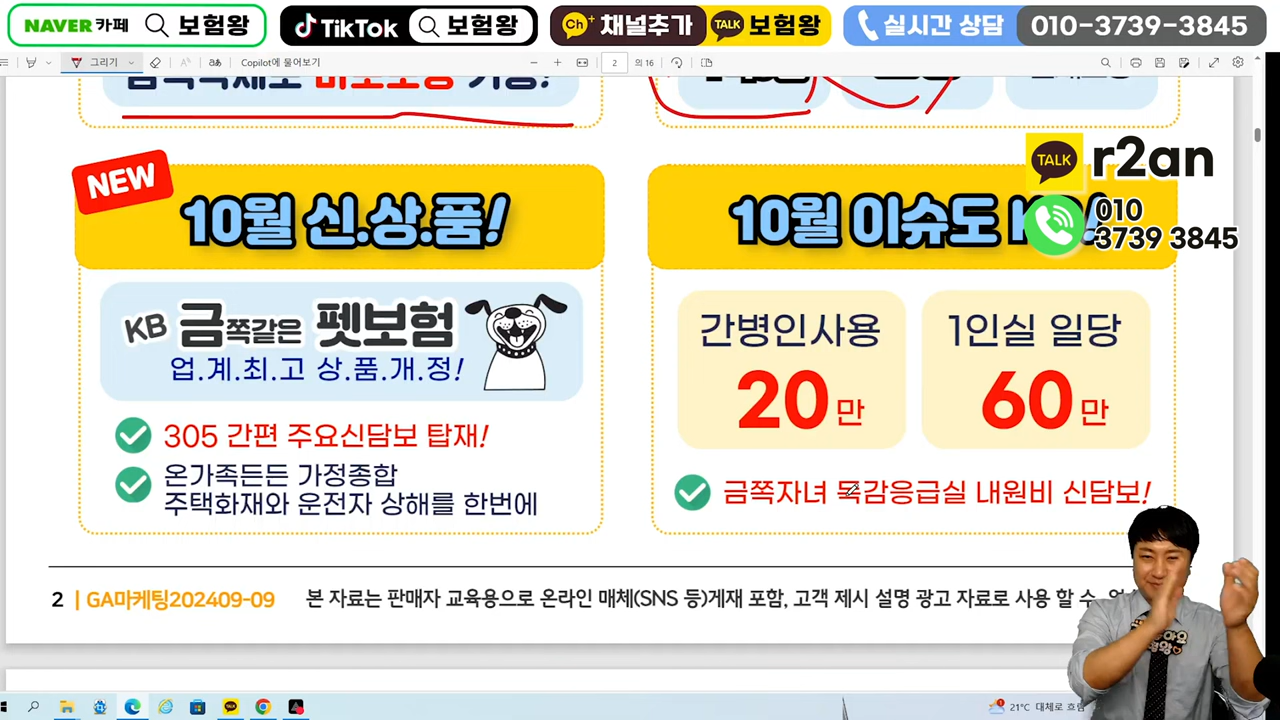 NAVER 카페 보험왕
TikTok 보험왕
Ch+ 채널추가 TALK 보험왕
실시간 상담 010-3739-3845
그리기
Copilot에 물어보기
2 의 16
TALK r2an
010
3739 3845
NEW
10월 신.상.품!
KB 금쪽같은 펫보험
업.계.최.고 상.품.개.정!
305 간편 주요신담보 탑재!
온가족든든 가정종합
주택화재와 운전자 상해를 한번에
10월 이슈도
간병인사용
20만
1인실 일당
60만
금쪽자녀 독감응급실 내원비 신담보!
2 | GA마케팅202409-09
본 자료는 판매자 교육용으로 온라인 매체(SNS 등)게재 포함, 고객 제시 설명 광고 자료로 사용 할 수
21°C 대체로 흐림